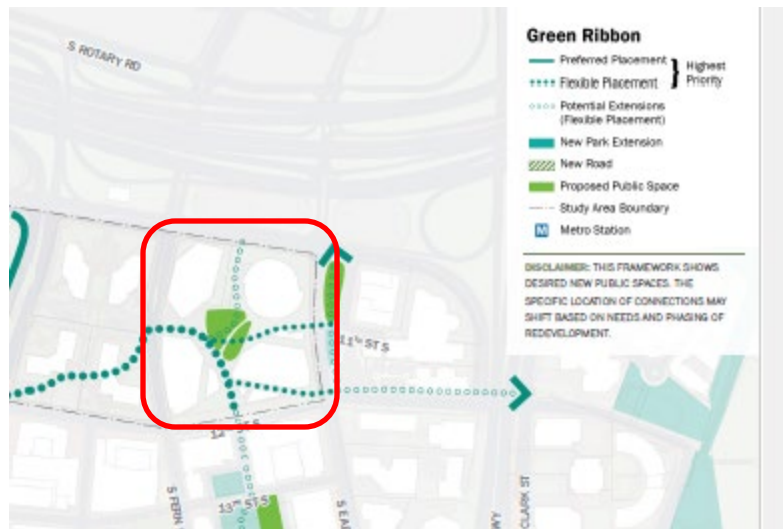 S ROTARY RD
Green Ribbon
Preferred Placement
Flexible Placement
Highest
Priority
Potential Extensions
(Flexible Placement)
New Park Extension
New Road
Proposed Public Space
Study Area Boundary
M Metro Station
DISCLAIMER: THIS FRAMEWORK SHOWS
DESIRED NEW PUBLIC SPACES. THE
SPECIFIC LOCATION OF CONNECTIONS MAY
SHIFT BASED ON NEEDS AND PHASING OF
REDEVELOPMENT.
11TH ST S
S FERN
13TH ST S
S EA
WY
CLARK ST